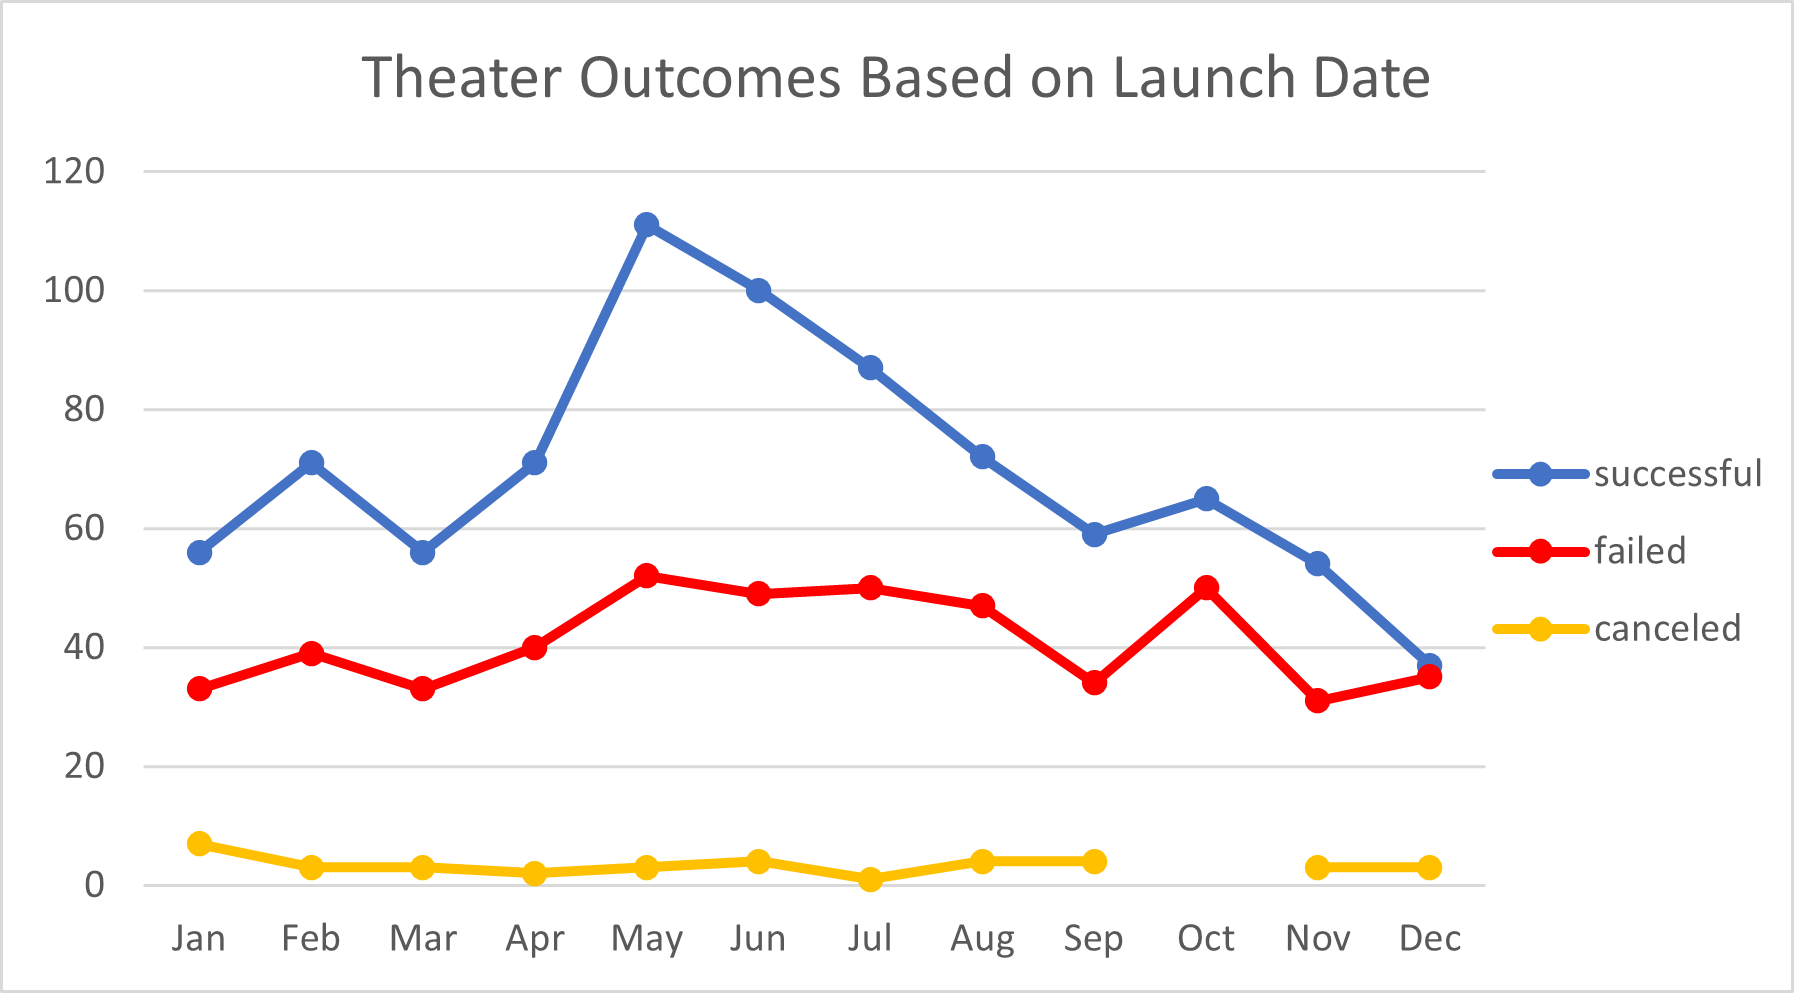 Theater Outcomes Based on Launch Date
120
100
80
60
40
20
0
Jan Feb Mar Apr May Jun Jul Aug Sep Oct Nov Dec
successful
failed
canceled